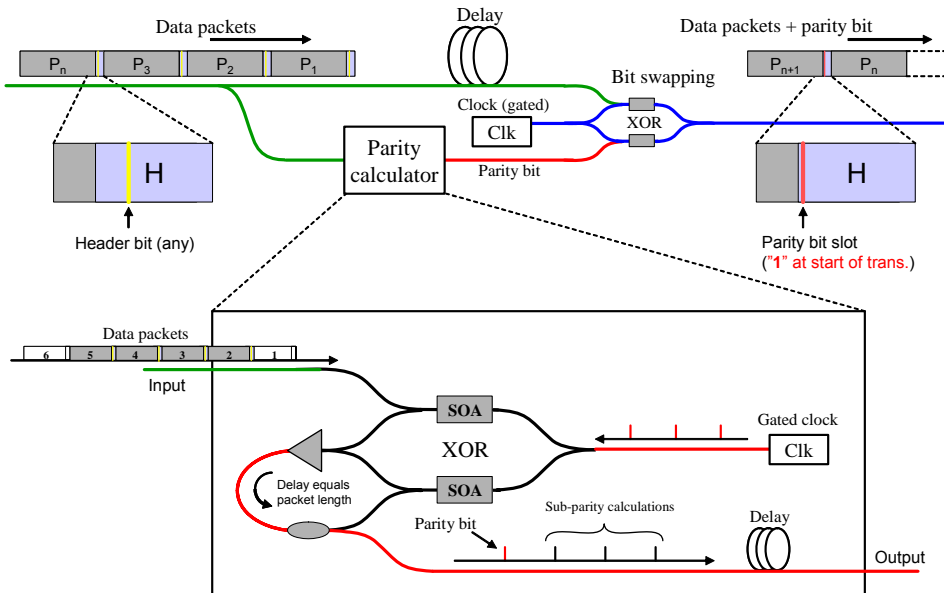 Data packets
Delay
Data packets + parity bit
Pn
P3
P2
P1
Pn+1
Pn
Bit swapping
Clock (gated)
Clk
XOR
Parity
calculator
Parity bit
H
H
Header bit (any)
Parity bit slot
("1" at start of trans.)
Data packets
6
5
4
3
2
1
Input
SOA
Gated clock
XOR
Clk
Delay equals
packet length
SOA
Sub-parity calculations
Parity bit
Delay
Output